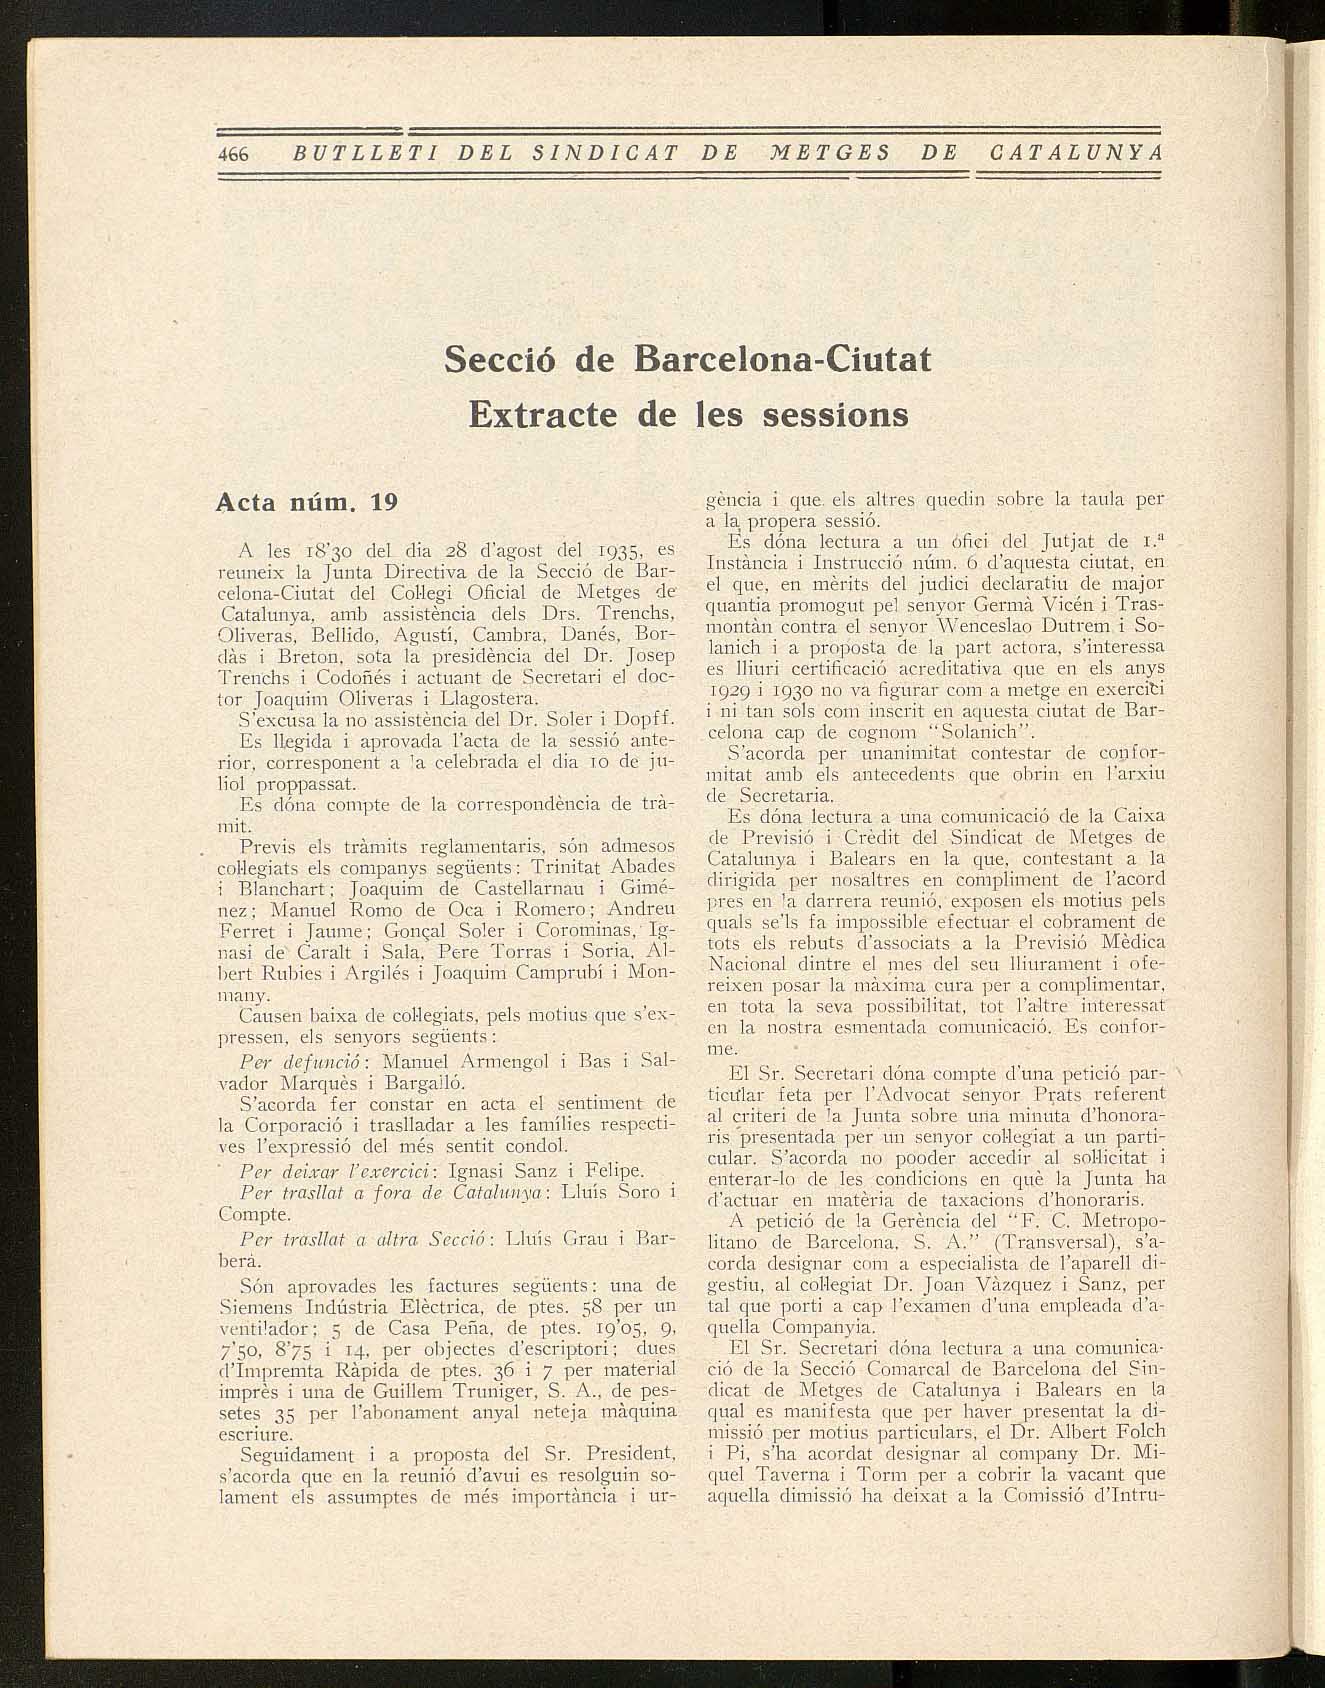 466 BUTLLETI DEL SINDICAT DE METGES DE CATALUNYA
Secció de Barcelona-Ciutat
Extracte de les sessions
Acta núm. 19
A les 18'30 del dia 28 d'agost del 1935, es
reuneix la Junta Directiva de la Secció de Bar-
celona-Ciutat del Col·legi Oficial de Metges de
Catalunya, amb assistència dels Drs. Trenchs,
Oliveras, Bellido, Agustí, Cambra, Danés, Bor-
dàs i Breton, sota la presidència del Dr. Josep
Trenchs i Codoñés i actuant de Secretari el doc-
tor Joaquim Oliveras i Llagostera.
S'excusa la no assistència del Dr. Soler i Dopff.
Es llegida i aprovada l'acta de la sessió ante-
rior, corresponent a la celebrada el dia 10 de ju-
liol proppassat.
Es dóna compte de la correspondència de trà-
mit.
Previs els tràmits reglamentaris, són admesos
col·legiats els companys següents: Trinitat Abades
i Blanchart; Joaquim de Castellarnau i Gimé-
nez; Manuel Romo de Oca i Romero; Andreu
Ferret i Jaume; Gonçal Soler i Corominas, Ig-
nasi de Caralt i Sala, Pere Torras i Soria, Al-
bert Rubies i Argilés i Joaquim Camprubí i Mon-
many.
Causen baixa de col·legiats, pels motius que s'ex-
pressen, els senyors següents:
Per defunció: Manuel Armengol i Bas i Sal-
vador Marquès i Bargalló.
S'acorda fer constar en acta el sentiment de
la Corporació i traslladar a les famílies respecti-
ves l'expressió del més sentit condol.
Per deixar l'exercici: Ignasi Sanz i Felipe.
Per trasllat a fora de Catalunya: Lluís Soro i
Compte.
Per trasllat a altra Secció: Lluís Grau i Bar-
berà.
Són aprovades les factures següents: una de
Siemens Indústria Elèctrica, de ptes. 58 per un
ventilador; 5 de Casa Peña, de ptes. 19'05, 9,
7'50, 8'75 i 14, per objectes d'escriptori; dues
d'Impremta Ràpida de ptes. 36 i 7 per material
imprès i una de Guillem Truniger, S. A., de pes-
setes 35 per l'abonament anyal neteja màquina
escriure.
Seguidament i a proposta del Sr. President,
s'acorda que en la reunió d'avui es resolguin so-
lament els assumptes de més importància i ur-
gència i que els altres quedin sobre la taula per
a la propera sessió.
Es dóna lectura a un ofici del Jutjat de 1.ª
Instància i Instrucció núm. 6 d'aquesta ciutat, en
el que, en mèrits del judici declaratiu de major
quantia promogut pel senyor Germà Vicén i Tras-
montàn contra el senyor Wenceslao Dutrem i So-
lanich i a proposta de la part actora, s'interessa
es lliuri certificació acreditativa que en els anys
1929 i 1930 no va figurar com a metge en exercici
i ni tan sols com inscrit en aquesta ciutat de Bar-
celona cap de cognom "Solanich".
S'acorda per unanimitat contestar de confor-
mitat amb els antecedents que obrin en l'arxiu
de Secretaria.
Es dóna lectura a una comunicació de la Caixa
de Previsió i Crèdit del Sindicat de Metges de
Catalunya i Balears en la que, contestant a la
dirigida per nosaltres en compliment de l'acord
pres en la darrera reunió, exposen els motius pels
quals se'ls fa impossible efectuar el cobrament de
tots els rebuts d'associats a la Previsió Mèdica
Nacional dintre el mes del seu lliurament i ofe-
reixen posar la màxima cura per a complimentar,
en tota la seva possibilitat, tot l'altre interessat
en la nostra esmentada comunicació. Es confor-
me.
El Sr. Secretari dóna compte d'una petició par-
ticular feta per l'Advocat senyor Prats referent
al criteri de la Junta sobre una minuta d'honora-
ris presentada per un senyor col·legiat a un parti-
cular. S'acorda no pooder accedir al sol·licitat i
enterar-lo de les condicions en què la Junta ha
d'actuar en matèria de taxacions d'honoraris.
A petició de la Gerència del "F. C. Metropo-
litano de Barcelona, S. A." (Transversal), s'a-
corda designar com a especialista de l'aparell di-
gestiu, al col·legiat Dr. Joan Vàzquez i Sanz, per
tal que porti a cap l'examen d'una empleada d'a-
quella Companyia.
El Sr. Secretari dóna lectura a una comunica-
ció de la Secció Comarcal de Barcelona del Sin-
dicat de Metges de Catalunya i Balears en la
qual es manifesta que per haver presentat la di-
missió per motius particulars, el Dr. Albert Folch
i Pi, s'ha acordat designar al company Dr. Mi-
quel Taverna i Torm per a cobrir la vacant que
aquella dimissió ha deixat a la Comissió d'Intru-